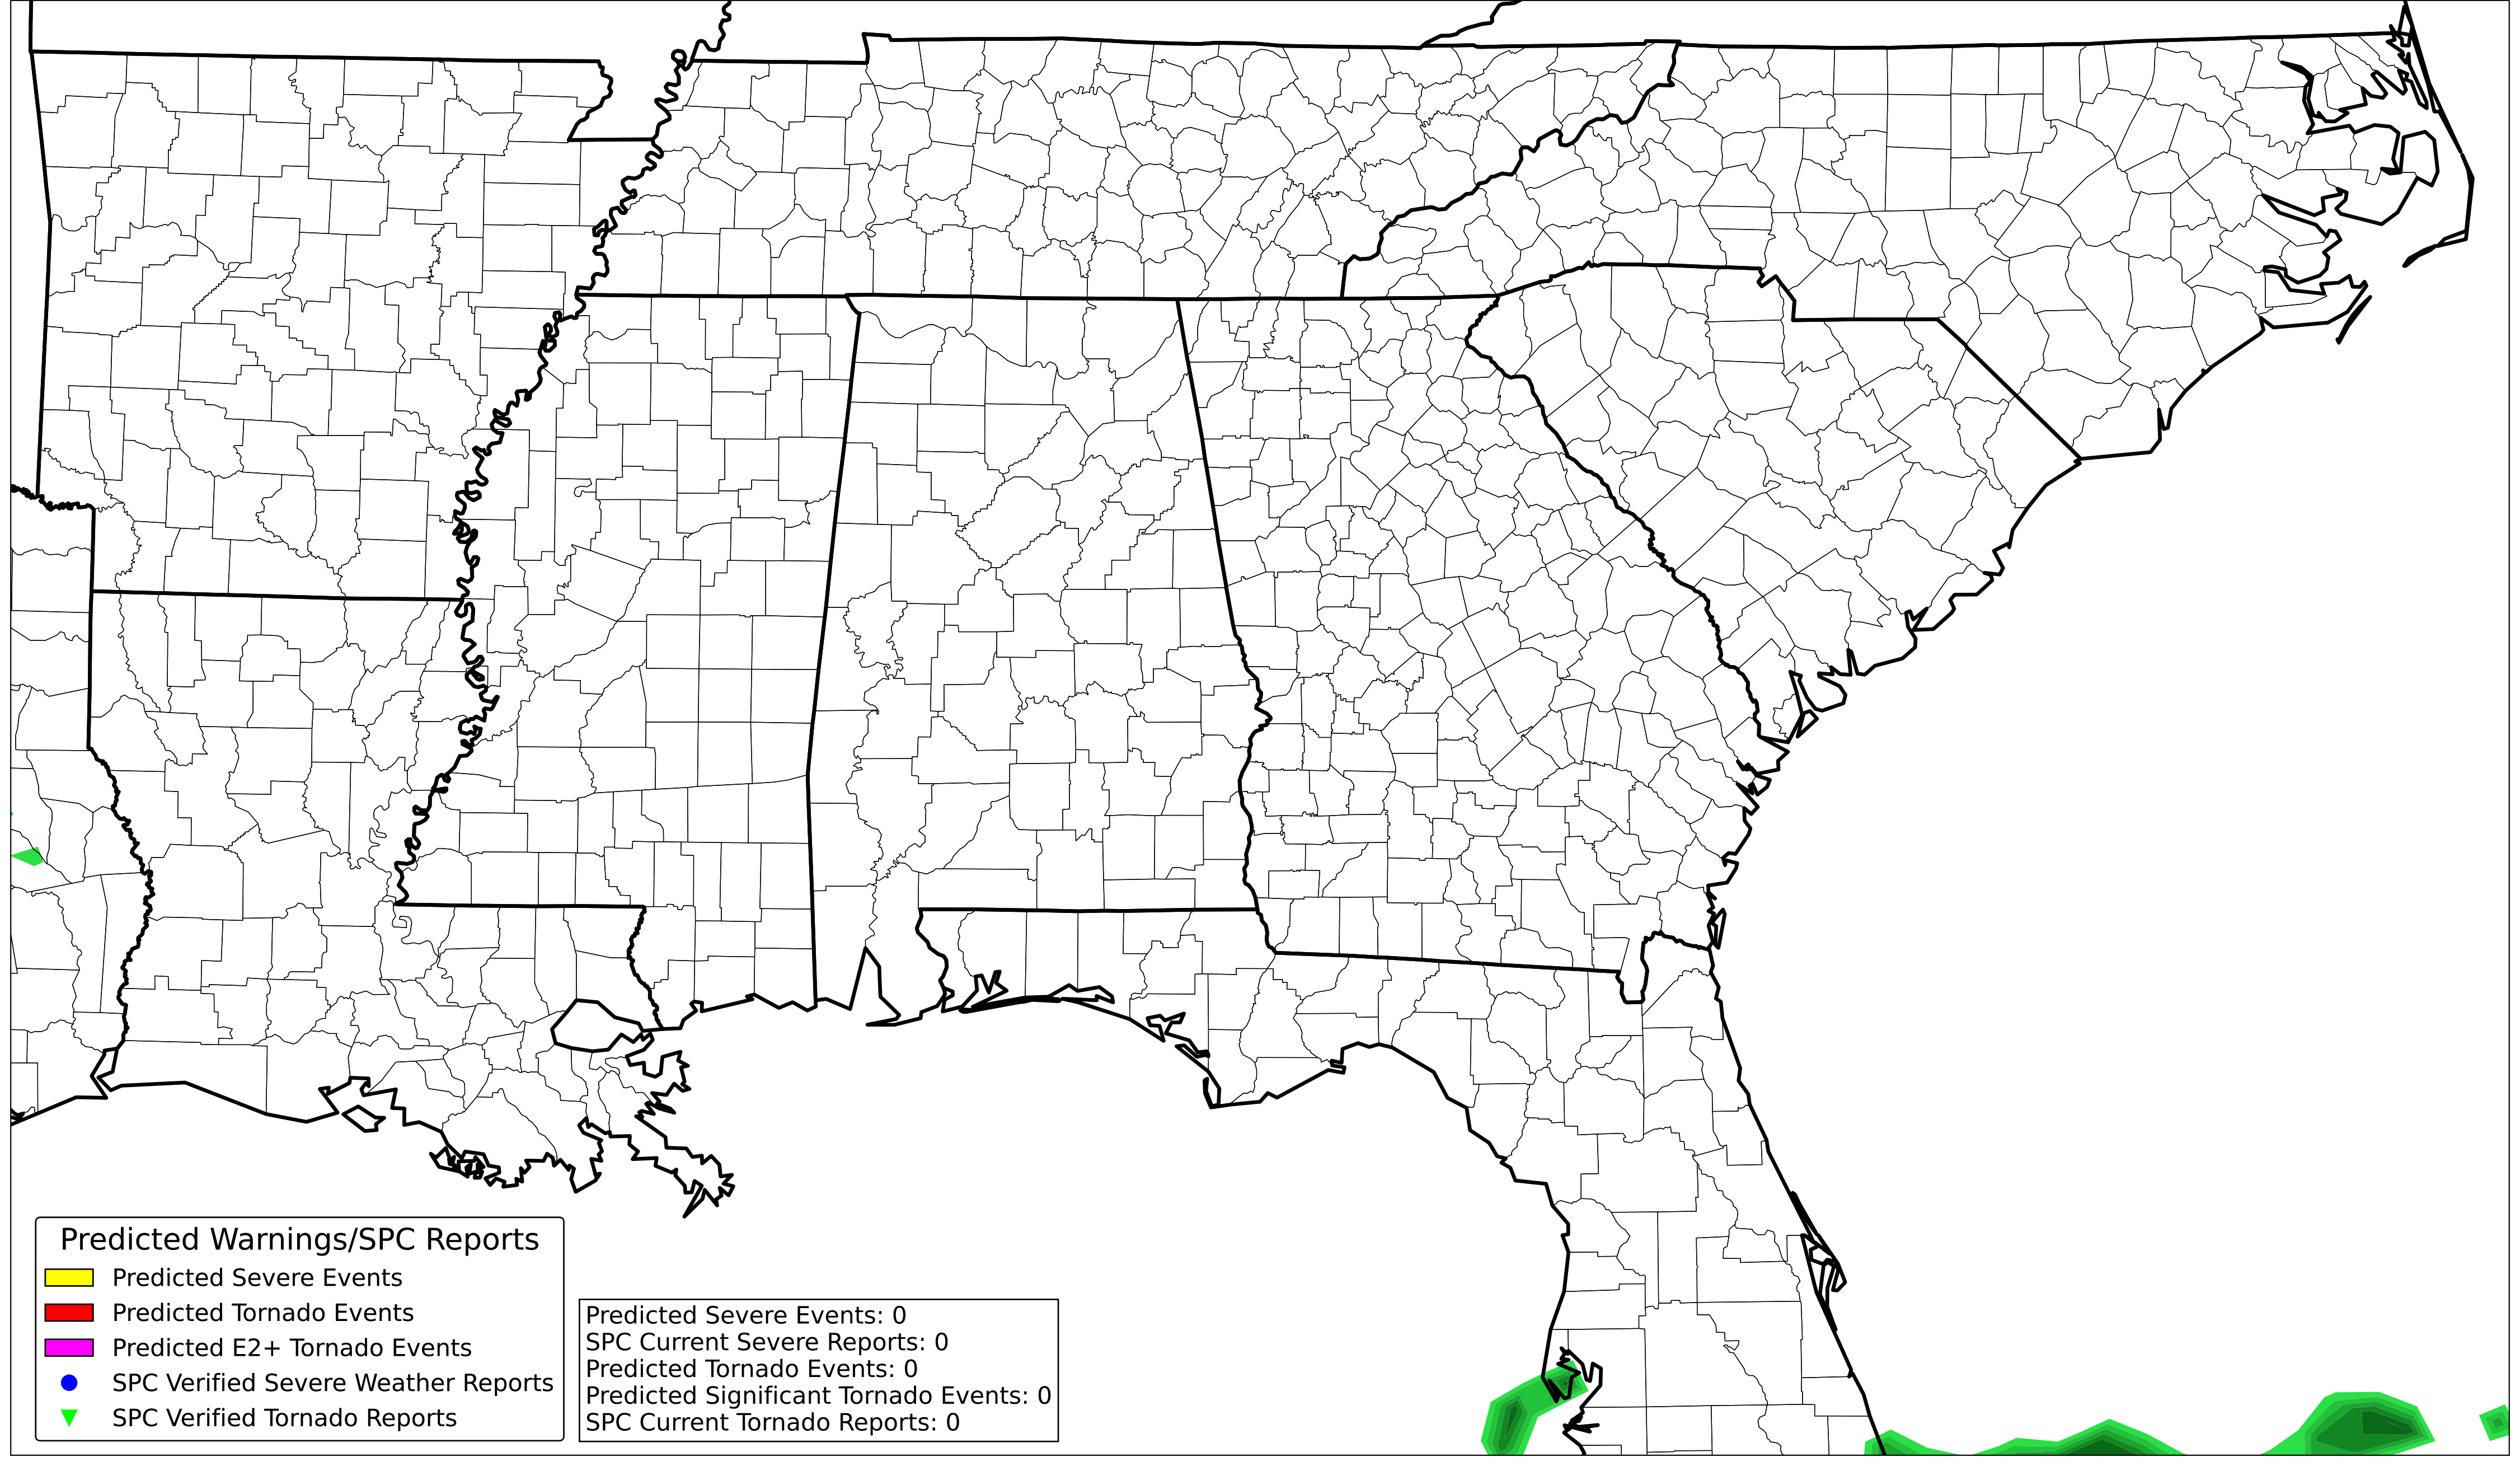 Predicted Warnings/SPC Reports
Predicted Severe Events
Predicted Tornado Events
Predicted E2+ Tornado Events
SPC Verified Severe Weather Reports
SPC Verified Tornado Reports
Predicted Severe Events: 0
SPC Current Severe Reports: 0
Predicted Tornado Events: 0
Predicted Significant Tornado Events: 0
SPC Current Tornado Reports: 0